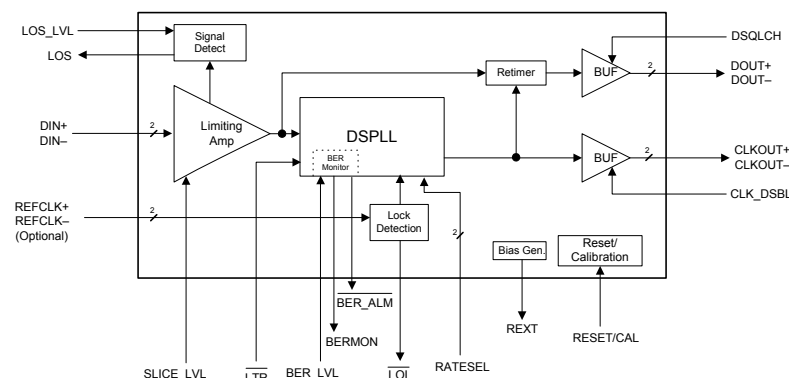 LOS_LVL
LOS
Signal
Detect
DSQLCH
DIN+
DIN–
2
Limiting
Amp
DSPLL
BER
Monitor
Retimer
BUF
2
DOUT+
DOUT–
BUF
2
CLKOUT+
CLKOUT–
CLK_DSBL
REFCLK+
REFCLK–
(Optional)
2
Lock
Detection
2
Bias Gen.
Reset/
Calibration
BER_ALM
BERMON
REXT
RESET/CAL
SLICE_LVL
LTR
BER_LVL
LOL
RATESEL